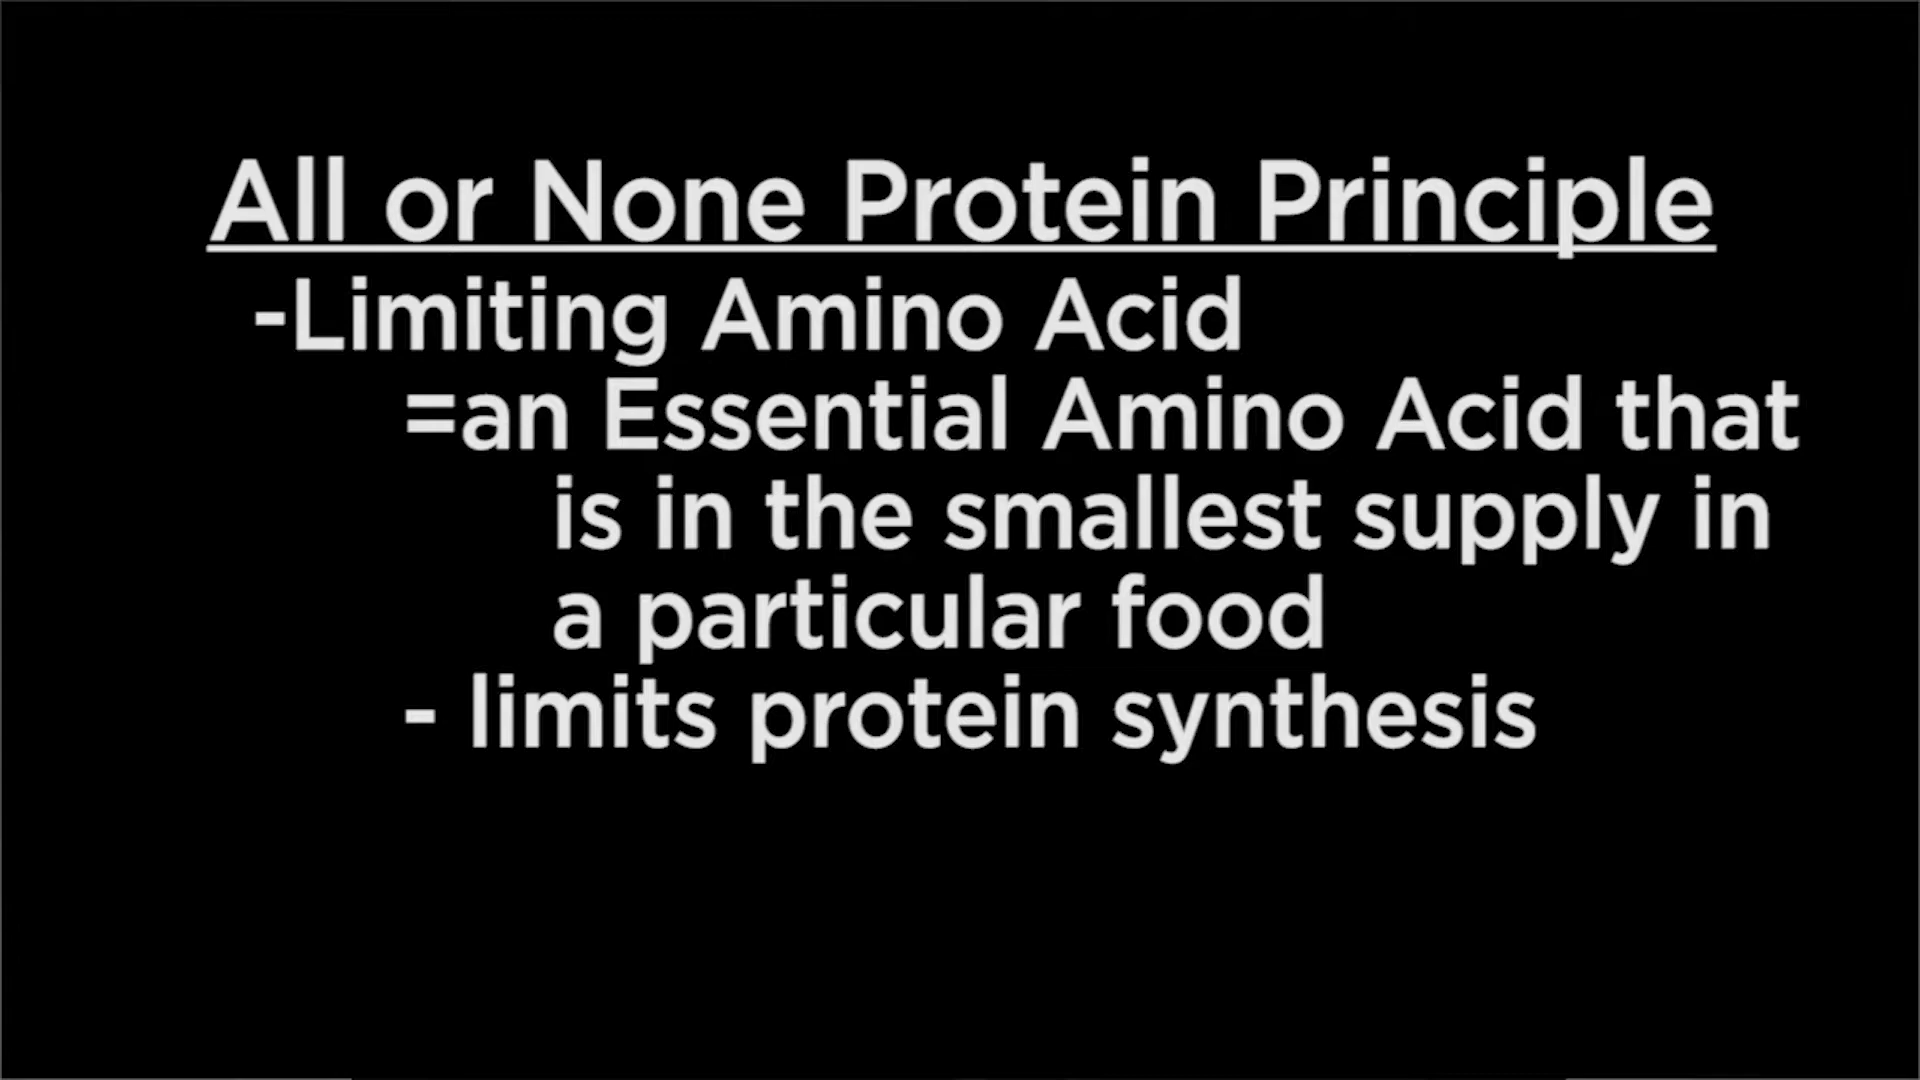 All or None Protein Principle
-Limiting Amino Acid
=an Essential Amino Acid that
is in the smallest supply in
a particular food
- limits protein synthesis